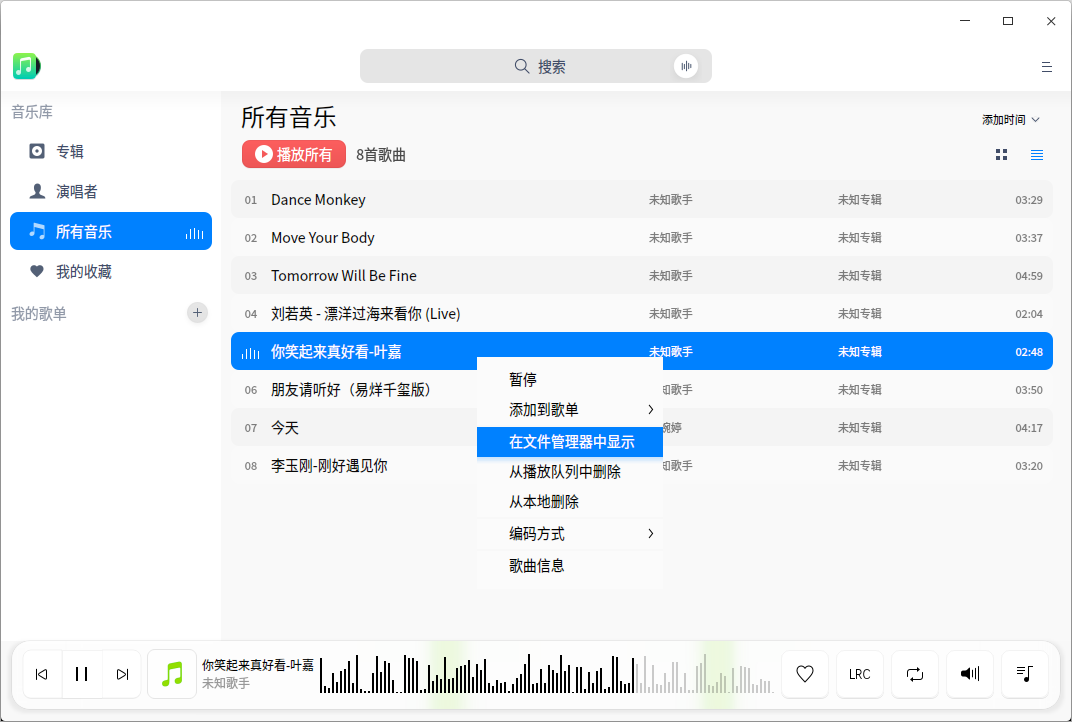 搜索
音乐库
专辑
演唱者
所有音乐
我的收藏
我的歌单
所有音乐
添加时间
播放所有 8首歌曲
01 Dance Monkey 未知歌手 未知专辑 03:29
02 Move Your Body 未知歌手 未知专辑 03:37
03 Tomorrow Will Be Fine 未知歌手 未知专辑 04:59
04 刘若英 - 漂洋过海来看你 (Live) 未知歌手 未知专辑 02:04
你笑起来真好看-叶嘉 未知歌手 未知专辑 02:48
06 朋友请听好（易烊千玺版） 知歌手 未知专辑 03:50
07 今天 婷 未知专辑 04:17
08 李玉刚-刚好遇见你 知歌手 未知专辑 03:20
暂停
添加到歌单
在文件管理器中显示
从播放队列中删除
从本地删除
编码方式
歌曲信息
你笑起来真好看-叶嘉
未知歌手
LRC